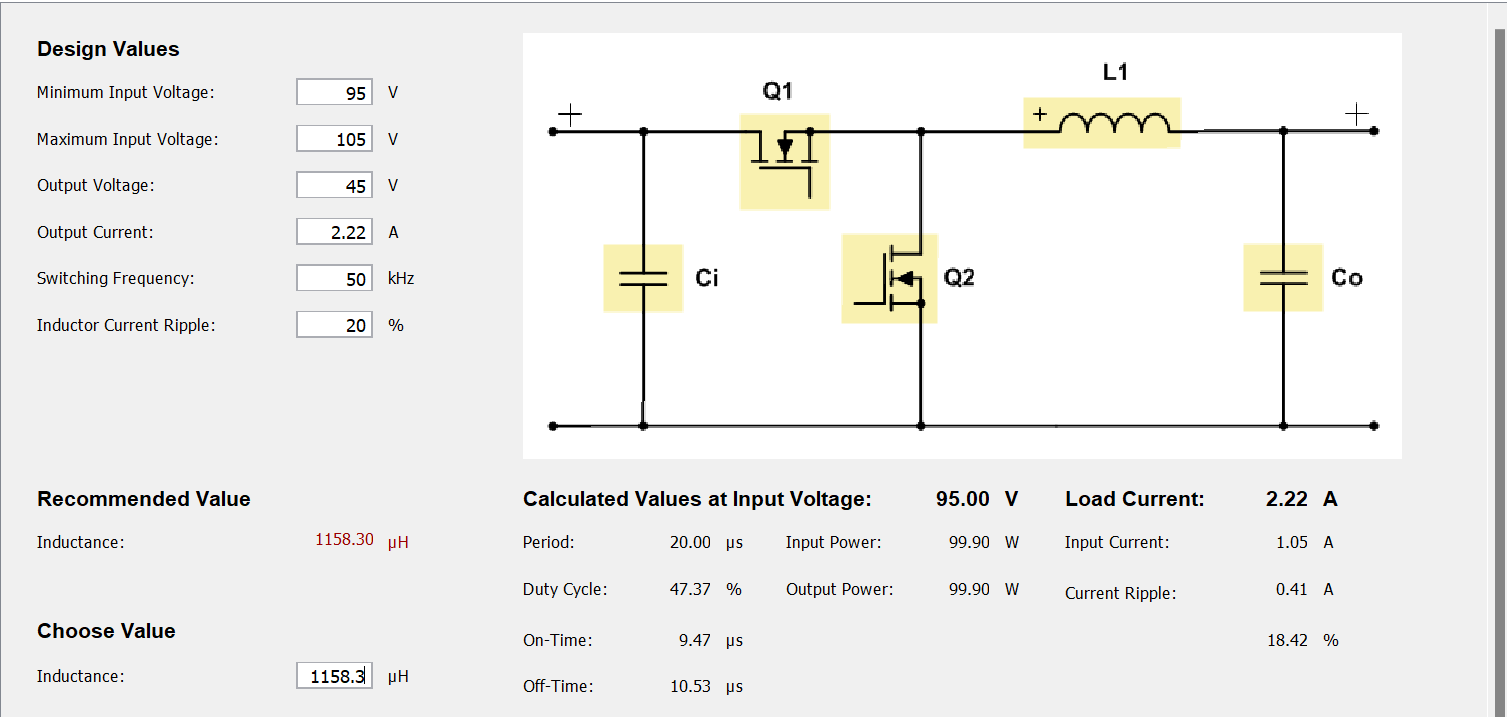 Design Values
Minimum Input Voltage: 95 V
Maximum Input Voltage: 105 V
Output Voltage: 45 V
Output Current: 2.22 A
Switching Frequency: 50 kHz
Inductor Current Ripple: 20 %
L1
Q1
+ + +
Ci
Q2
Co
Recommended Value
Inductance: 1158.30 µH
Choose Value
Inductance: 1158.3 µH
Calculated Values at Input Voltage: 95.00 V Load Current: 2.22 A
Period: 20.00 µs Input Power: 99.90 W Input Current: 1.05 A
Duty Cycle: 47.37 % Output Power: 99.90 W Current Ripple: 0.41 A
On-Time: 9.47 µs 18.42 %
Off-Time: 10.53 µs